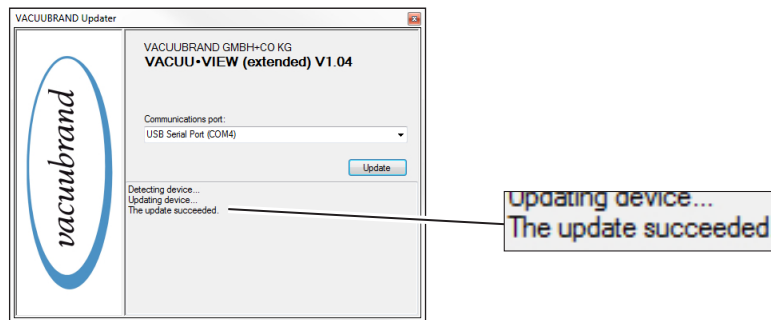 VACUUBRAND Updater
vacuubrand
VACUUBRAND GMBH+CO KG
VACUU•VIEW (extended) V1.04
Communications port:
USB Serial Port (COM4)
Update
Detecting device...
Updating device...
The update succeeded.
Updating device...
The update succeeded